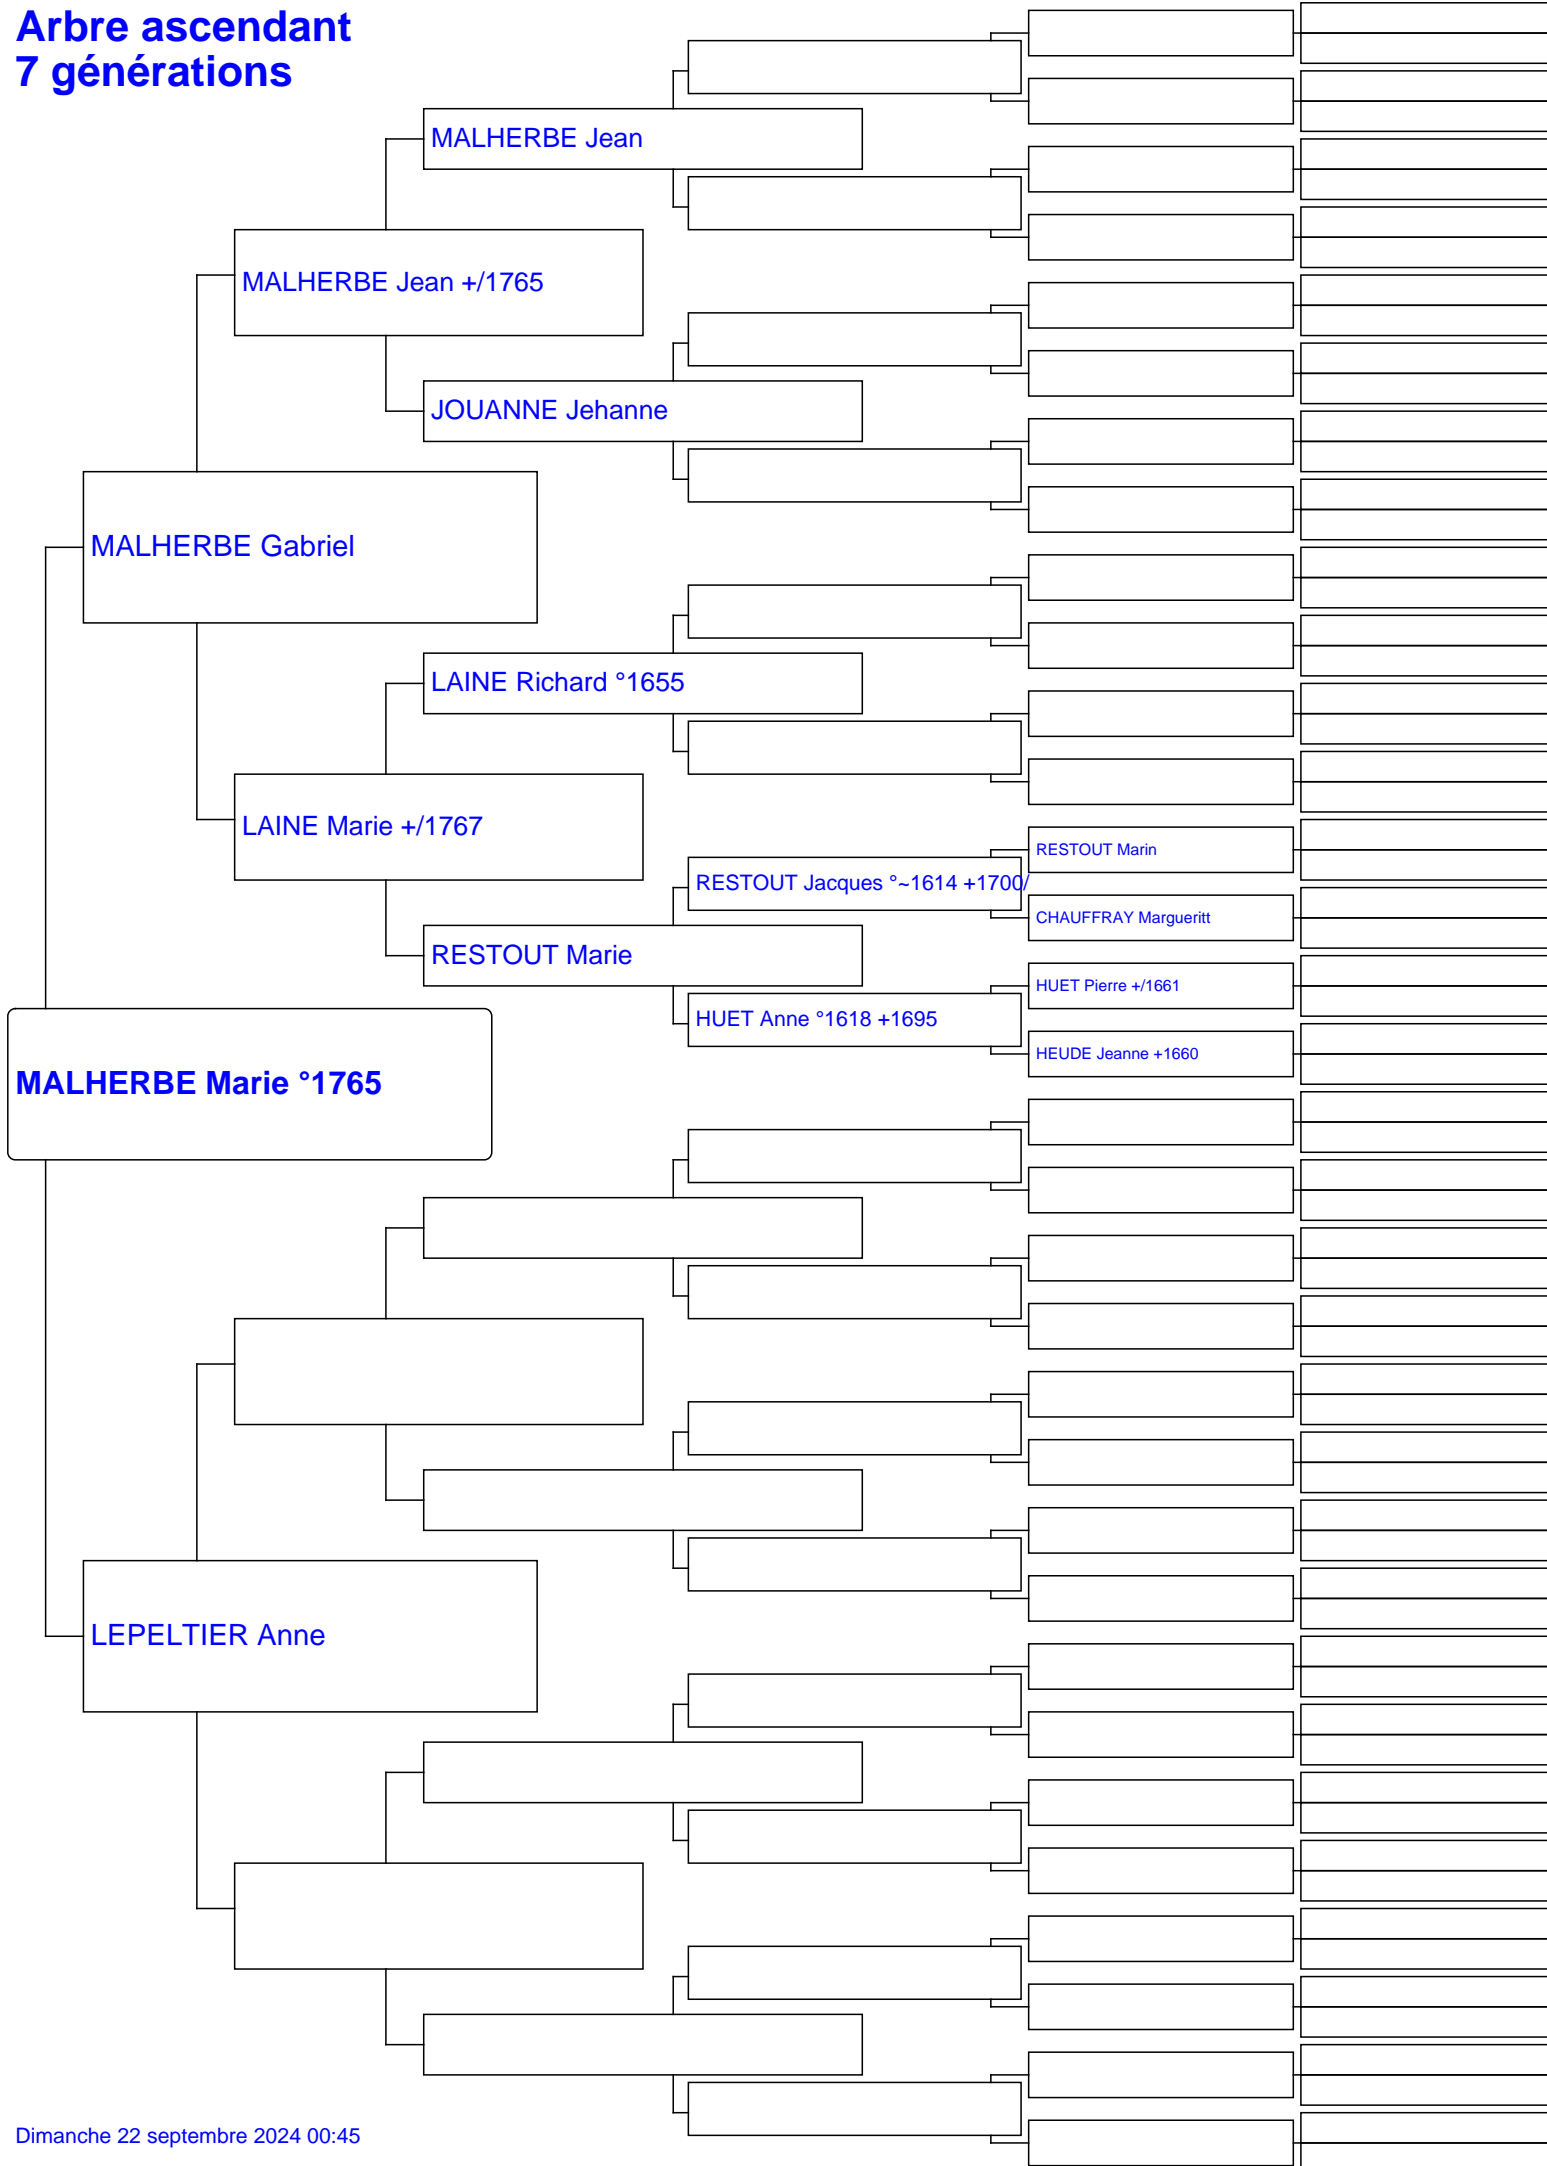 Arbre ascendant
7 générations
MALHERBE Jean
MALHERBE Jean +/1765
JOUANNE Jehanne
MALHERBE Gabriel
LAINE Richard °1655
LAINE Marie +/1767
RESTOUT Marin
RESTOUT Jacques °~1614 +1700/
CHAUFFRAY Margueritt
RESTOUT Marie
HUET Pierre +/1661
HUET Anne °1618 +1695
HEUDE Jeanne +1660
MALHERBE Marie °1765
LEPELTIER Anne
Dimanche 22 septembre 2024 00:45